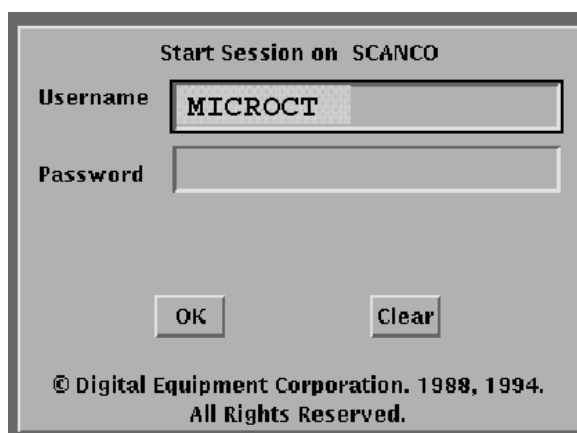 Start Session on SCANCO
Username MICROCT
Password
OK Clear
© Digital Equipment Corporation. 1988, 1994.
All Rights Reserved.